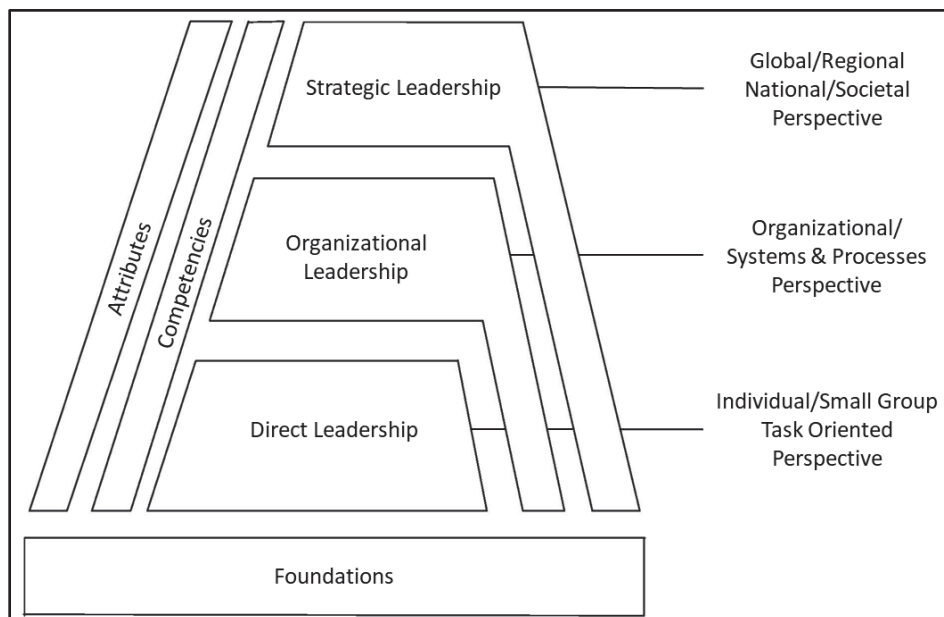 Strategic Leadership
Global/Regional
National/Societal
Perspective
Attributes
Competencies
Organizational
Leadership
Organizational/
Systems & Processes
Perspective
Direct Leadership
Individual/Small Group
Task Oriented
Perspective
Foundations